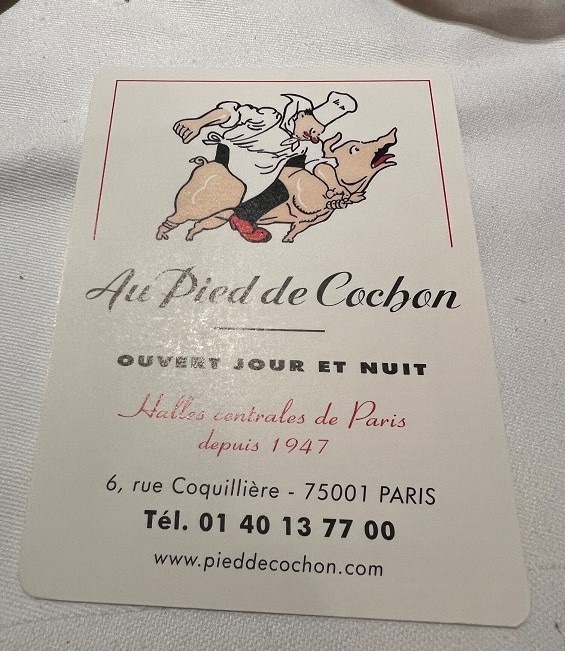 Au Pied de Cochon
OUVERT JOUR ET NUIT
Halles centrales de Paris
depuis 1947
6, rue Coquillière - 75001 PARIS
Tél. 01 40 13 77 00
www.pieddecochon.com